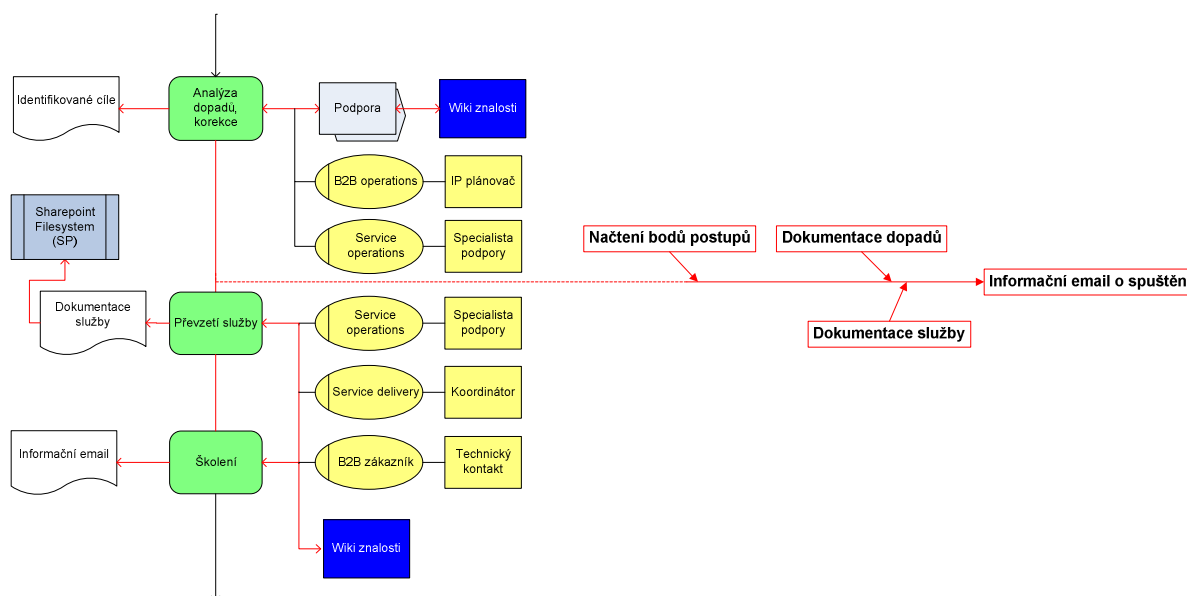 Identifikované cíle
Analýza
dopadů,
korekce
Podpora
Wiki znalosti
B2B operations
IP plánovač
Sharepoint
Filesystem
(SP)
Service
operations
Specialista
podpory
Načtení bodů postupů
Dokumentace dopadů
Informační email o spuštěn
Dokumentace
služby
Převzetí služby
Service
operations
Specialista
podpory
Dokumentace služby
Service delivery
Koordinátor
Informační email
Školení
B2B zákazník
Technický
kontakt
Wiki znalosti